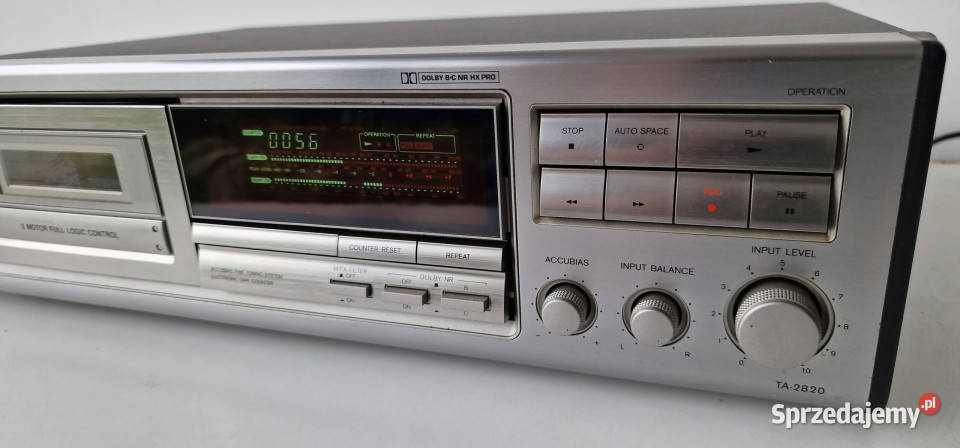 DOLBY B·C NR HX PRO
OPERATION
STOP
AUTO SPACE
PLAY
REC
PAUSE
0056
OPERATION
REPEAT
2 MOTOR FULL LOGIC CONTROL
COUNTER RESET
REPEAT
ACCUBIAS FINE TUNING SYSTEM
ELECTRONIC TAPE COUNTER
MPX FILTER
OFF
ON
DOLBY NR
OFF
ON
B
C
ACCUBIAS
- +
INPUT BALANCE
L R
INPUT LEVEL
0 1 2 3 4 5 6 7 8 9 10
TA-2820
Sprzedajemy.pl